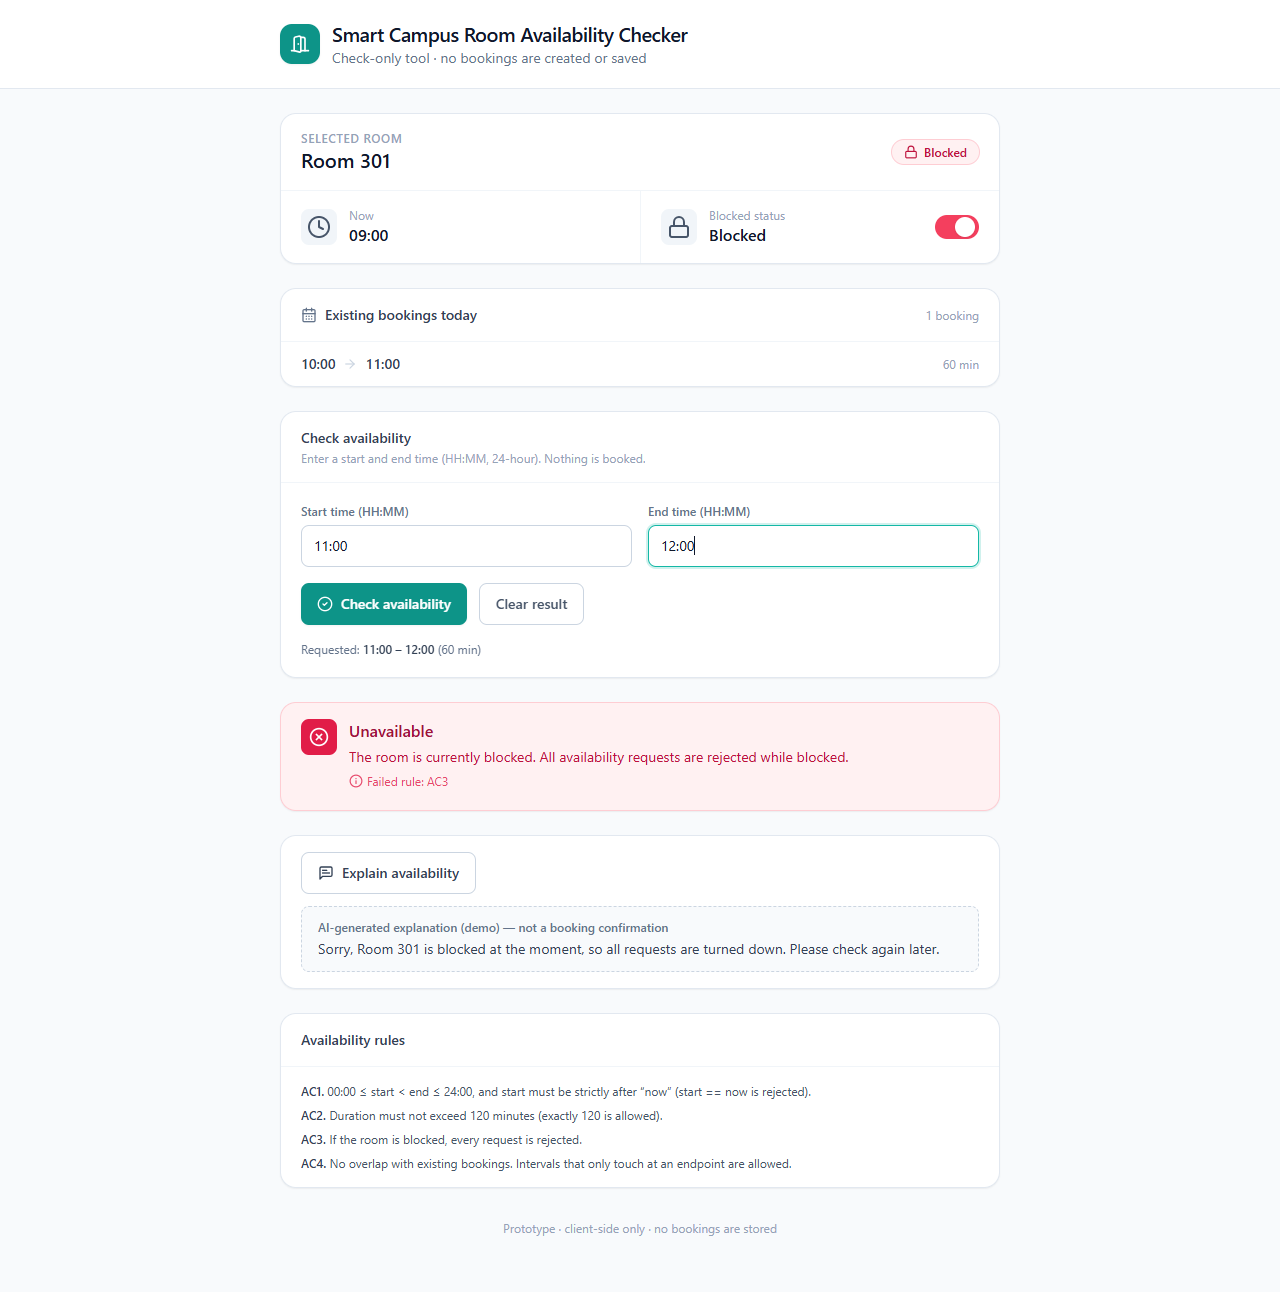 Smart Campus Room Availability Checker
Check-only tool · no bookings are created or saved
SELECTED ROOM
Room 301
Blocked
Now
09:00
Blocked status
Blocked
Existing bookings today
1 booking
10:00 → 11:00
60 min
Check availability
Enter a start and end time (HH:MM, 24-hour). Nothing is booked.
Start time (HH:MM)
End time (HH:MM)
11:00
12:00
Check availability
Clear result
Requested: 11:00 – 12:00 (60 min)
Unavailable
The room is currently blocked. All availability requests are rejected while blocked.
Failed rule: AC3
Explain availability
AI-generated explanation (demo) — not a booking confirmation
Sorry, Room 301 is blocked at the moment, so all requests are turned down. Please check again later.
Availability rules
AC1. 00:00 ≤ start < end ≤ 24:00, and start must be strictly after “now” (start == now is rejected).
AC2. Duration must not exceed 120 minutes (exactly 120 is allowed).
AC3. If the room is blocked, every request is rejected.
AC4. No overlap with existing bookings. Intervals that only touch at an endpoint are allowed.
Prototype · client-side only · no bookings are stored